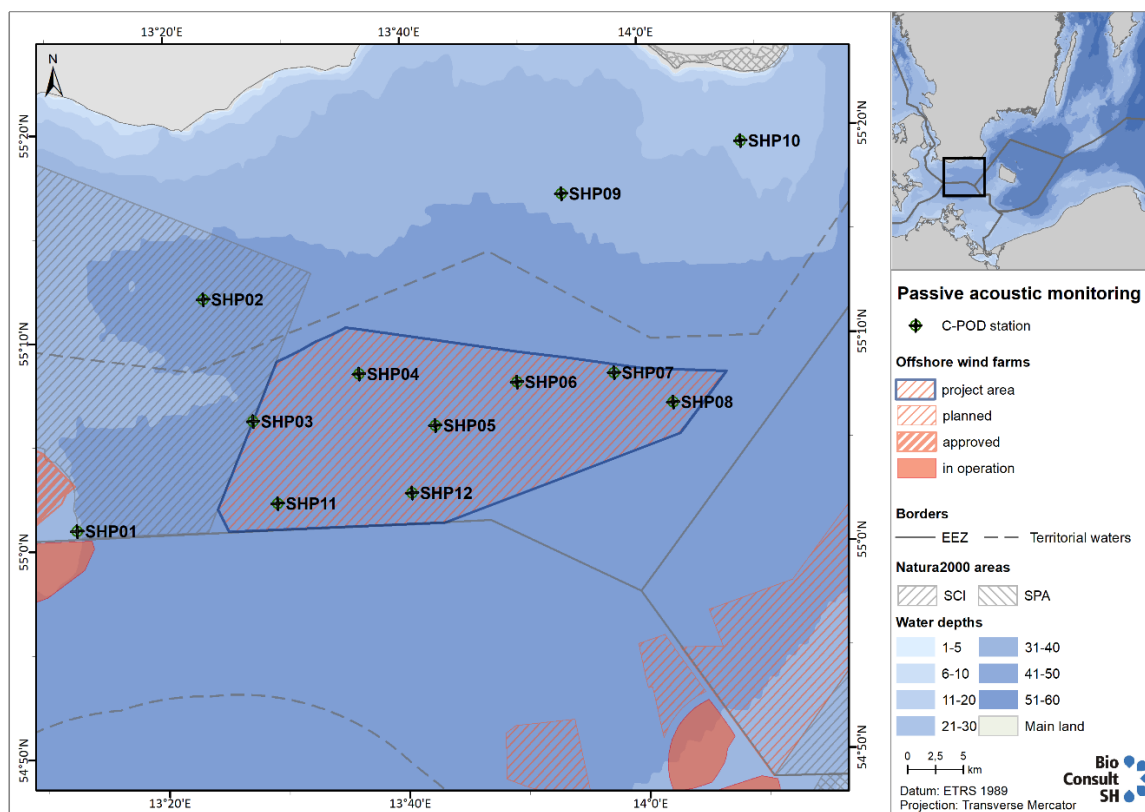 13°20'E 13°40'E 14°0'E
N
55°20'N 55°20'N
SHP10
SHP09
SHP02
55°10'N 55°10'N
SHP04
SHP06
SHP07
SHP08
SHP03
SHP05
SHP11
SHP12
SHP01
55°0'N 55°0'N
54°50'N 54°50'N
13°20'E 13°40'E 14°0'E
Passive acoustic monitoring
C-POD station
Offshore wind farms
project area
planned
approved
in operation
Borders
EEZ Territorial waters
Natura2000 areas
SCI SPA
Water depths
1-5 31-40
6-10 41-50
11-20 51-60
21-30 Main land
0 2,5 5
km
Datum: ETRS 1989
Projection: Transverse Mercator
Bio
Consult
SH